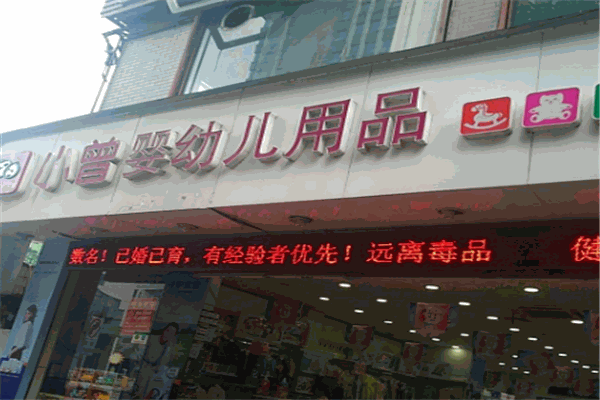 小曾婴幼儿用品
数名！已婚已育，有经验者优先！远离毒品 健